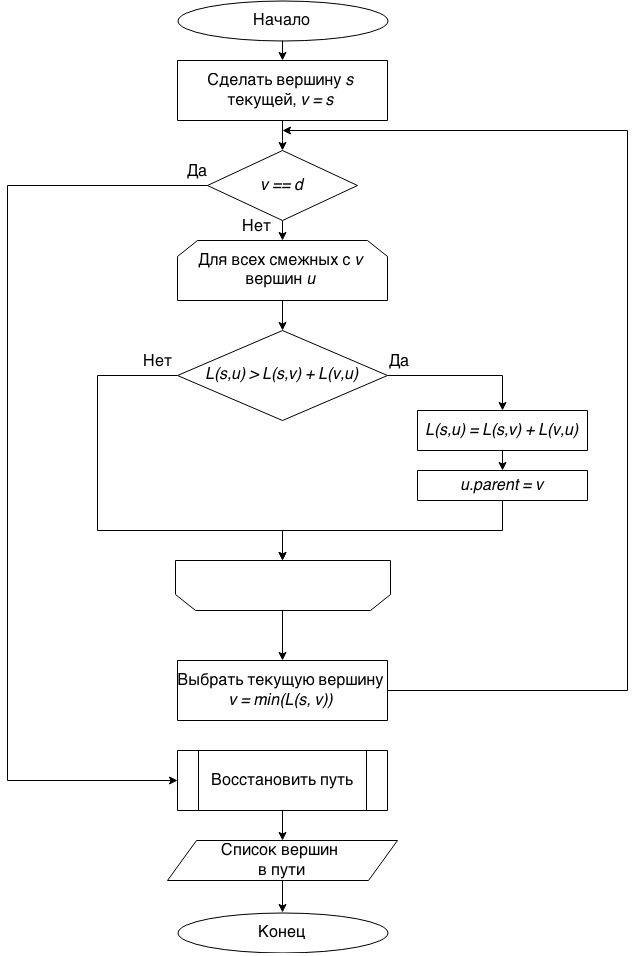 Начало
Сделать вершину s
текущей, v = s
Да
v == d
Нет
Для всех смежных с v
вершин u
Нет
L(s,u) > L(s,v) + L(v,u)
Да
L(s,u) = L(s,v) + L(v,u)
u.parent = v
Выбрать текущую вершину
v = min(L(s, v))
Восстановить путь
Список вершин
в пути
Конец